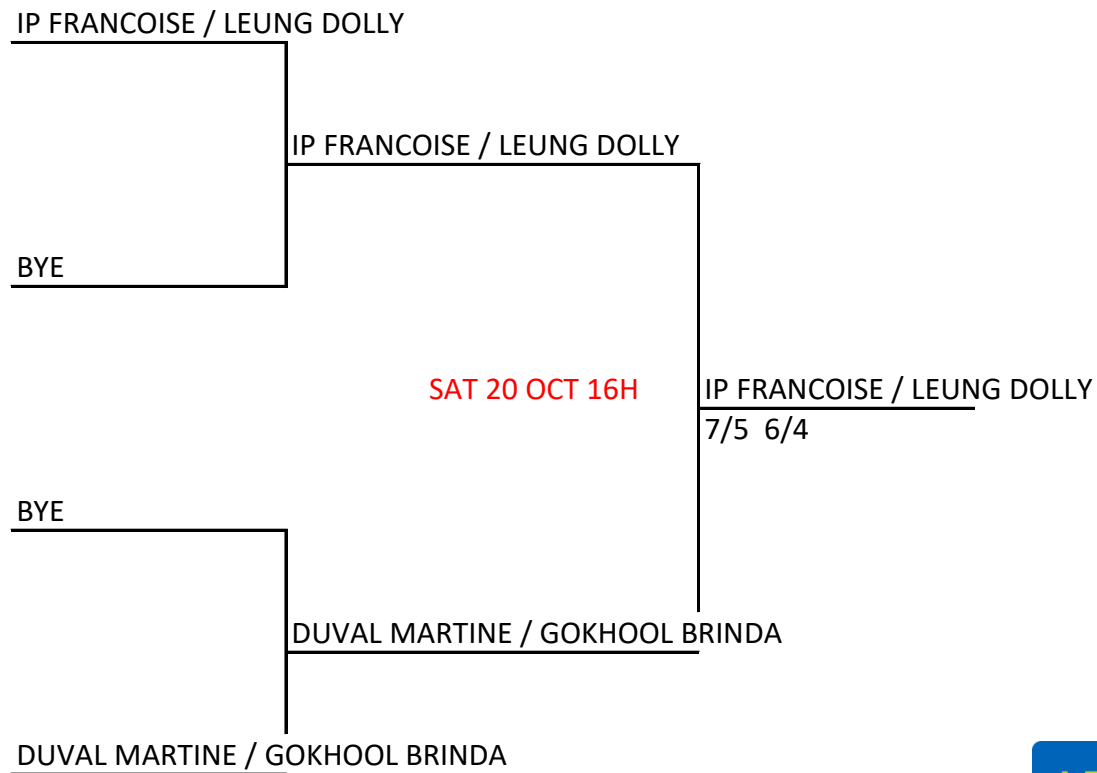 IP FRANCOISE / LEUNG DOLLY
IP FRANCOISE / LEUNG DOLLY
BYE
SAT 20 OCT 16H
IP FRANCOISE / LEUNG DOLLY
7/5 6/4
BYE
DUVAL MARTINE / GOKHOOL BRINDA
DUVAL MARTINE / GOKHOOL BRINDA